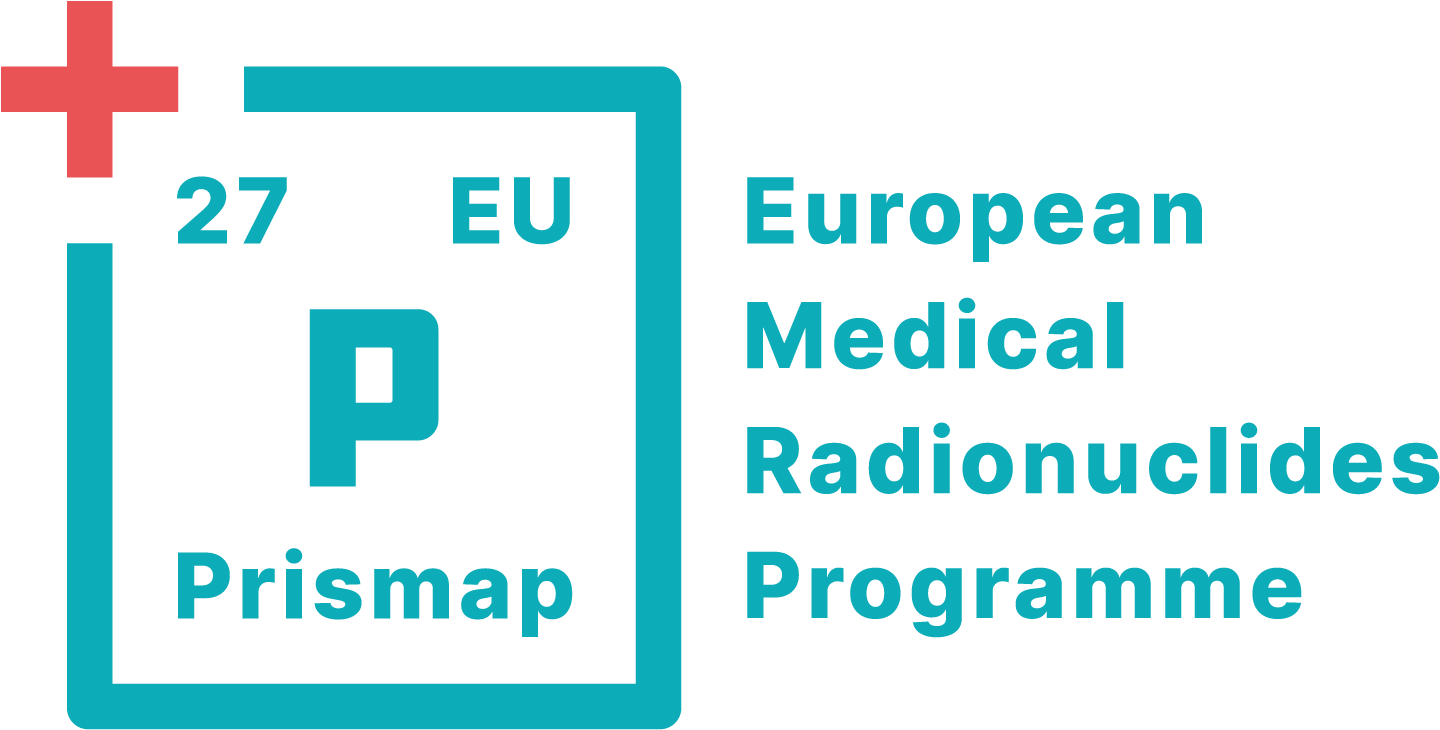 27 EU
P
Prismap
European
Medical
Radionuclides
Programme